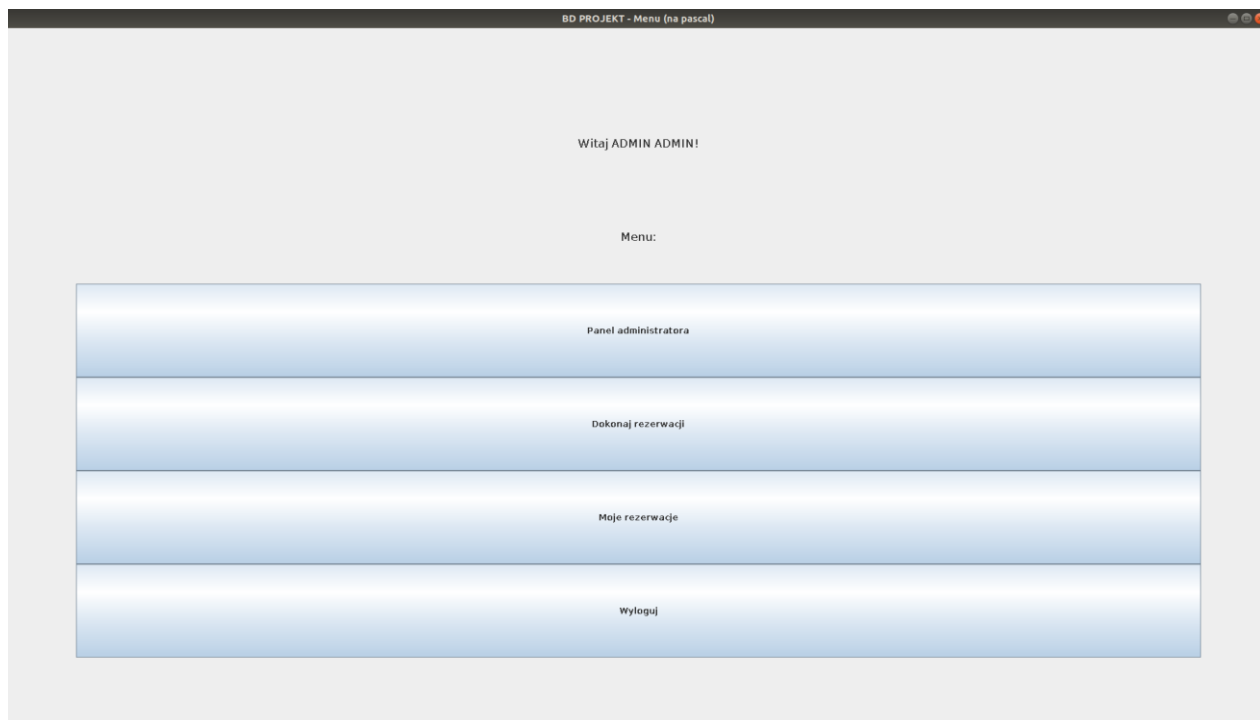 BD PROJEKT - Menu (na pascal)
Witaj ADMIN ADMIN!
Menu:
Panel administratora
Dokonaj rezerwacji
Moje rezerwacje
Wyloguj